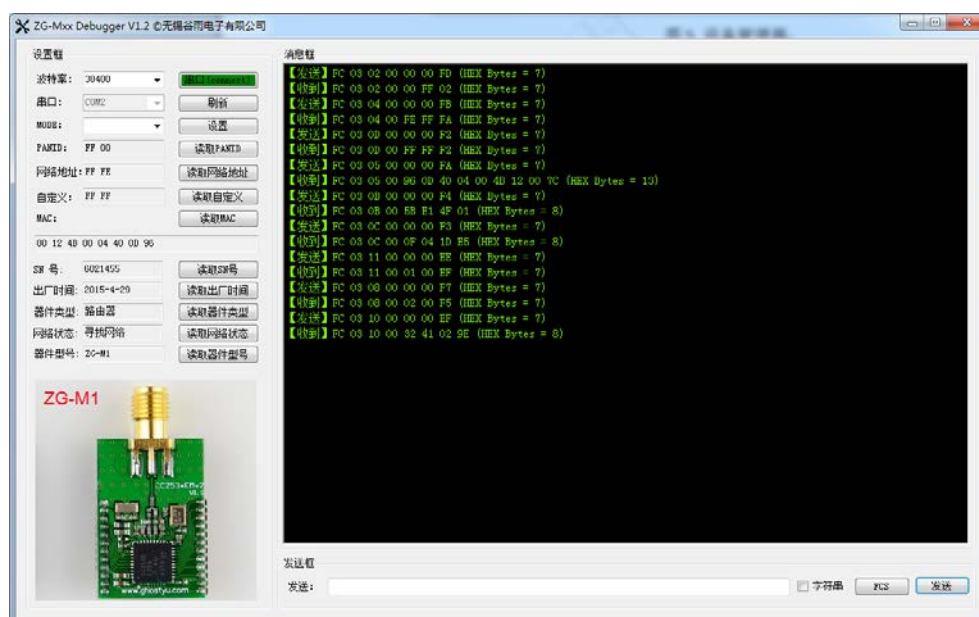 ZG-Mxx Debugger V1.2 ©无锡谷雨电子有限公司
设置框
波特率: 38400 串口(connect)
串口: COM2 刷新
MODE: 设置
PANID: FF 00 读取PANID
网络地址: FF FE 读取网络地址
自定义: FF FF 读取自定义
MAC: 读取MAC
00 12 4B 00 04 40 0D 96
SN 号: 6021455 读取SN号
出厂时间: 2015-4-29 读取出厂时间
器件类型: 路由器 读取器件类型
网络状态: 寻找网络 读取网络状态
器件型号: ZG-M1 读取器件型号
ZG-M1
www.ghostyu.com
消息框
【发送】FC 03 02 00 00 00 FD (HEX Bytes = 7)
【收到】FC 03 02 00 00 FF 02 (HEX Bytes = 7)
【发送】FC 03 04 00 00 00 FB (HEX Bytes = 7)
【收到】FC 03 04 00 FE FF FA (HEX Bytes = 7)
【发送】FC 03 0D 00 00 00 F2 (HEX Bytes = 7)
【收到】FC 03 0D 00 FF FF F2 (HEX Bytes = 7)
【发送】FC 03 05 00 00 00 FA (HEX Bytes = 7)
【收到】FC 03 05 00 96 0D 40 04 00 4B 12 00 7C (HEX Bytes = 13)
【发送】FC 03 0B 00 00 00 F4 (HEX Bytes = 7)
【收到】FC 03 0B 00 5B E1 4F 01 (HEX Bytes = 8)
【发送】FC 03 0C 00 00 00 F3 (HEX Bytes = 7)
【收到】FC 03 0C 00 0F 04 1D E5 (HEX Bytes = 8)
【发送】FC 03 11 00 00 00 EE (HEX Bytes = 7)
【收到】FC 03 11 00 01 00 EF (HEX Bytes = 7)
【发送】FC 03 08 00 00 00 F7 (HEX Bytes = 7)
【收到】FC 03 08 00 02 00 F5 (HEX Bytes = 7)
【发送】FC 03 10 00 00 00 EF (HEX Bytes = 7)
【收到】FC 03 10 00 32 41 02 9E (HEX Bytes = 8)
发送框
发送: 字符串 FCS 发送